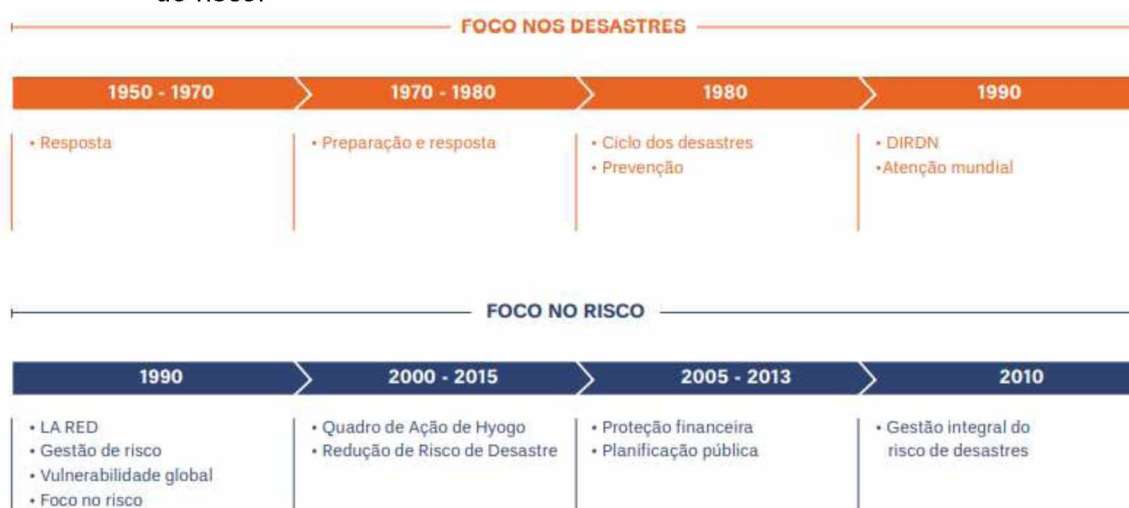 do risco.
FOCO NOS DESASTRES
1950 - 1970
1970 - 1980
1980
1990
• Resposta
• Preparação e resposta
• Ciclo dos desastres
• Prevenção
• DIRDN
•Atenção mundial
FOCO NO RISCO
1990
2000 - 2015
2005 - 2013
2010
• LA RED
• Gestão de risco
• Vulnerabilidade global
• Foco no risco
• Quadro de Ação de Hyogo
• Redução de Risco de Desastre
• Proteção financeira
• Planificação pública
• Gestão integral do
risco de desastres